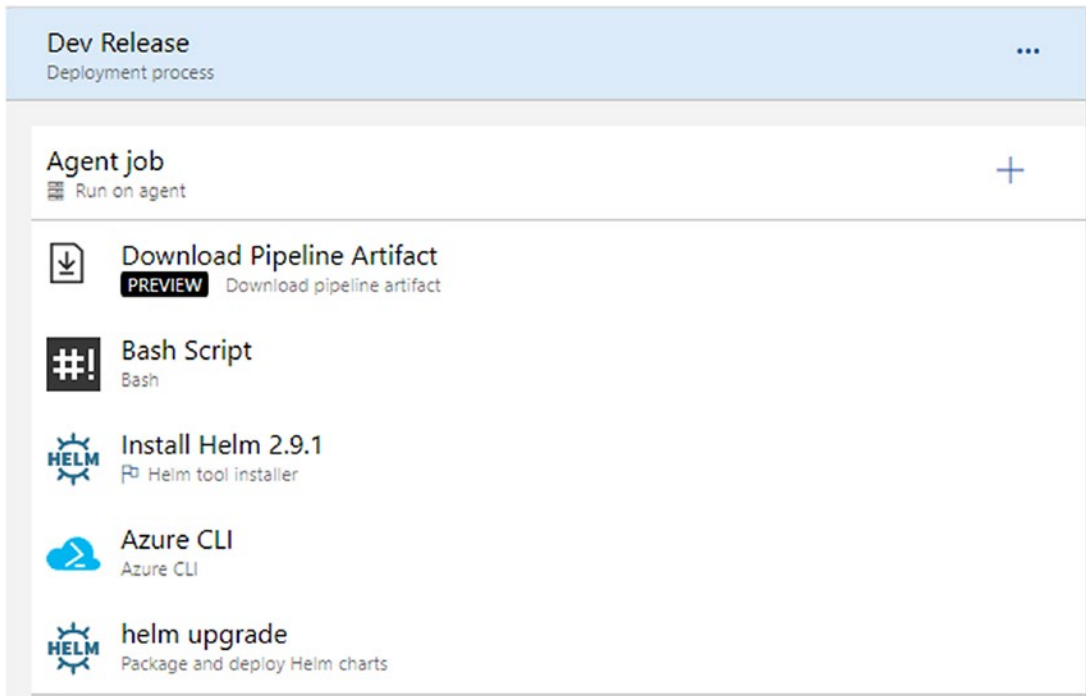 Dev Release
...
Deployment process
Agent job
+
Run on agent
Download Pipeline Artifact
PREVIEW Download pipeline artifact
#!
Bash Script
Bash
HELM
Install Helm 2.9.1
Helm tool installer
Azure CLI
Azure CLI
HELM
helm upgrade
Package and deploy Helm charts